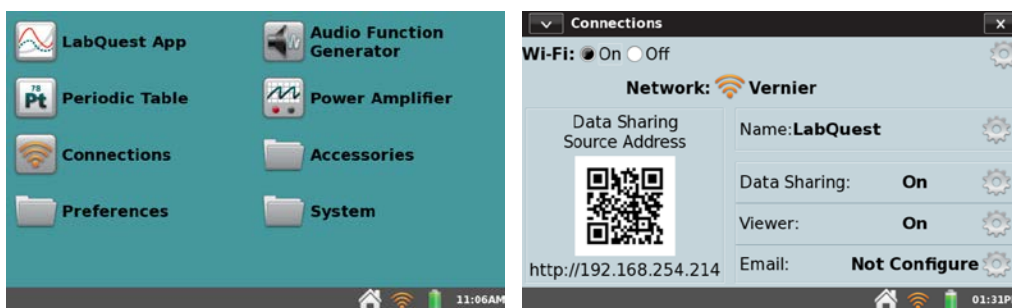 LabQuest App
Audio Function
Generator
78
Pt
Periodic Table
Power Amplifier
Connections
Accessories
Preferences
System
11:06AM
Connections
x
Wi-Fi: On Off
Network: Vernier
Data Sharing
Source Address
http://192.168.254.214
Name:LabQuest
Data Sharing: On
Viewer: On
Email: Not Configure
01:31P